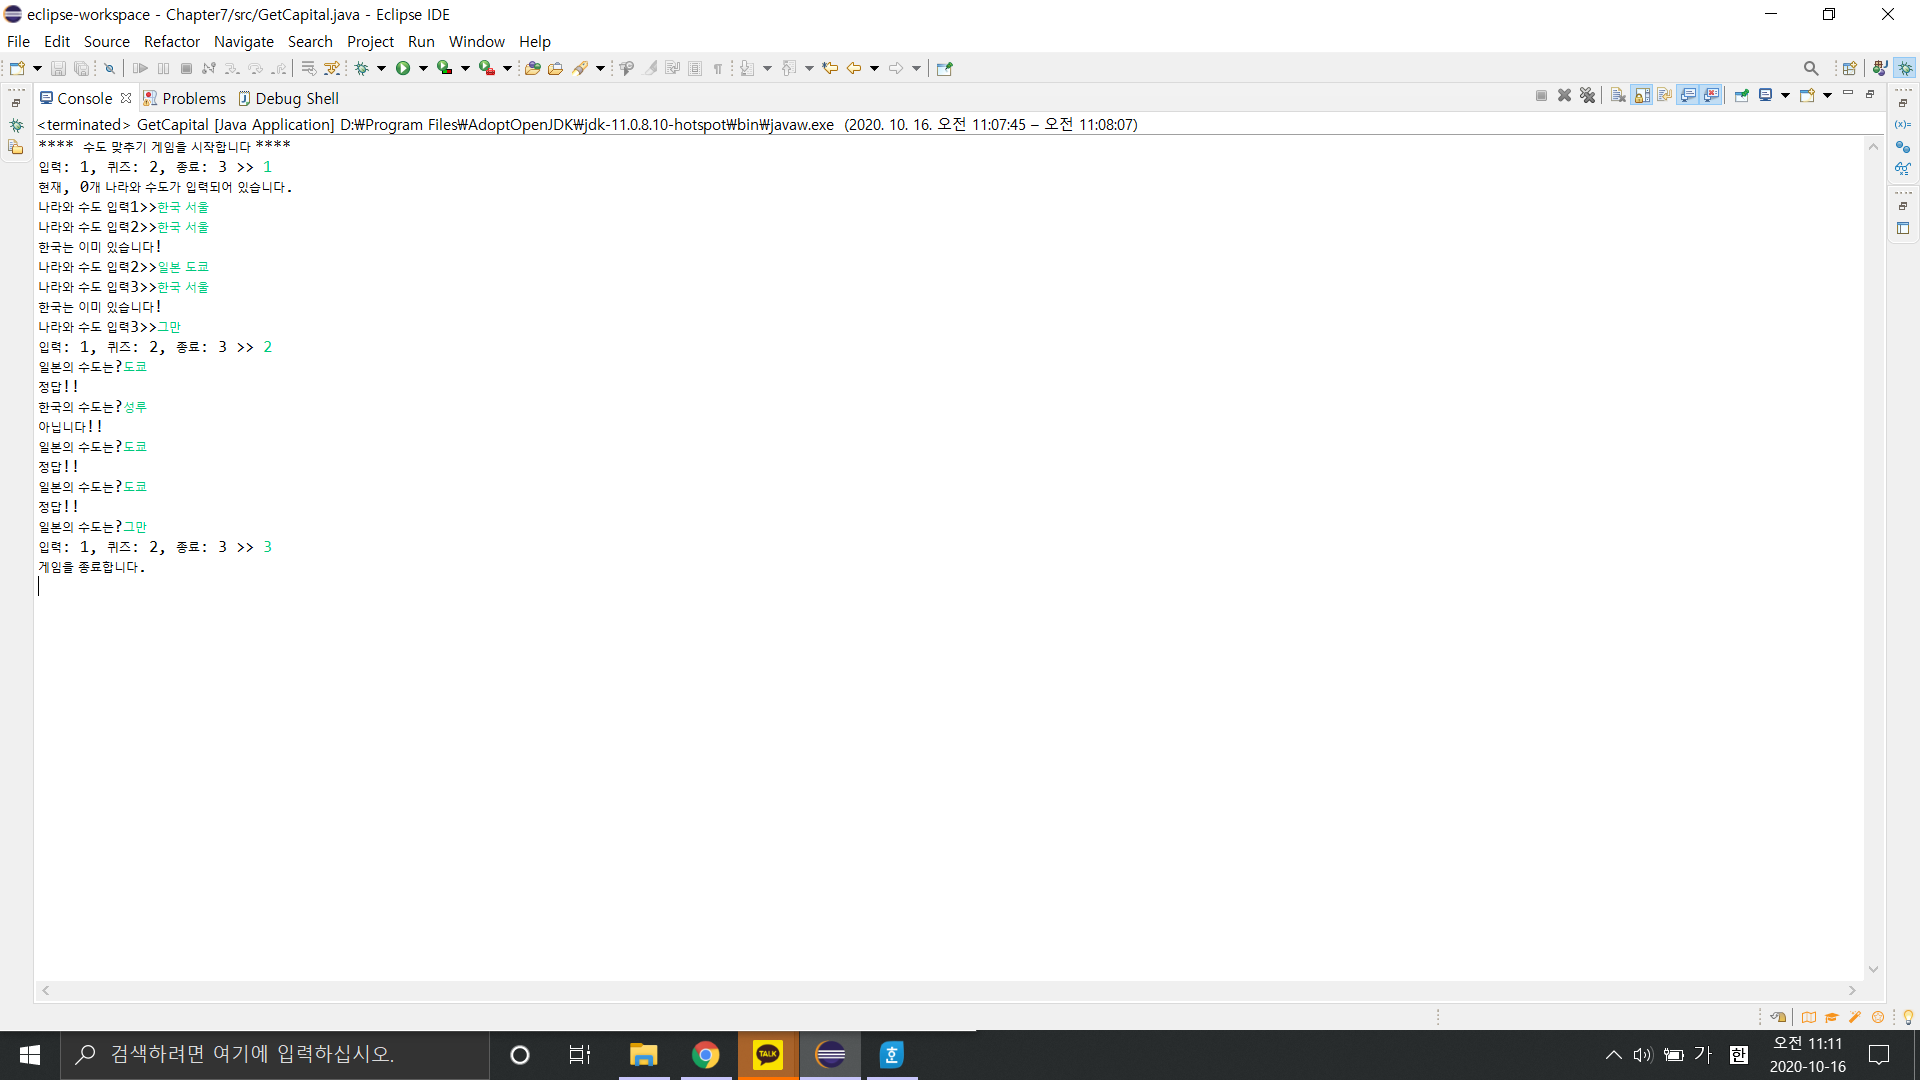 eclipse-workspace - Chapter7/src/GetCapital.java - Eclipse IDE
File Edit Source Refactor Navigate Search Project Run Window Help
Console Problems Debug Shell
<terminated> GetCapital [Java Application] D:₩Program Files₩AdoptOpenJDK₩jdk-11.0.8.10-hotspot₩bin₩javaw.exe (2020. 10. 16. 오전 11:07:45 – 오전 11:08:07)
**** 수도 맞추기 게임을 시작합니다 ****
입력: 1, 퀴즈: 2, 종료: 3 >> 1
현재, 0개 나라와 수도가 입력되어 있습니다.
나라와 수도 입력1>>한국 서울
나라와 수도 입력2>>한국 서울
한국는 이미 있습니다!
나라와 수도 입력2>>일본 도쿄
나라와 수도 입력3>>한국 서울
한국는 이미 있습니다!
나라와 수도 입력3>>그만
입력: 1, 퀴즈: 2, 종료: 3 >> 2
일본의 수도는?도쿄
정답!!
한국의 수도는?성루
아닙니다!!
일본의 수도는?도쿄
정답!!
일본의 수도는?도쿄
정답!!
일본의 수도는?그만
입력: 1, 퀴즈: 2, 종료: 3 >> 3
게임을 종료합니다.
검색하려면 여기에 입력하십시오.
TALK
호
가
한
오전 11:11
2020-10-16